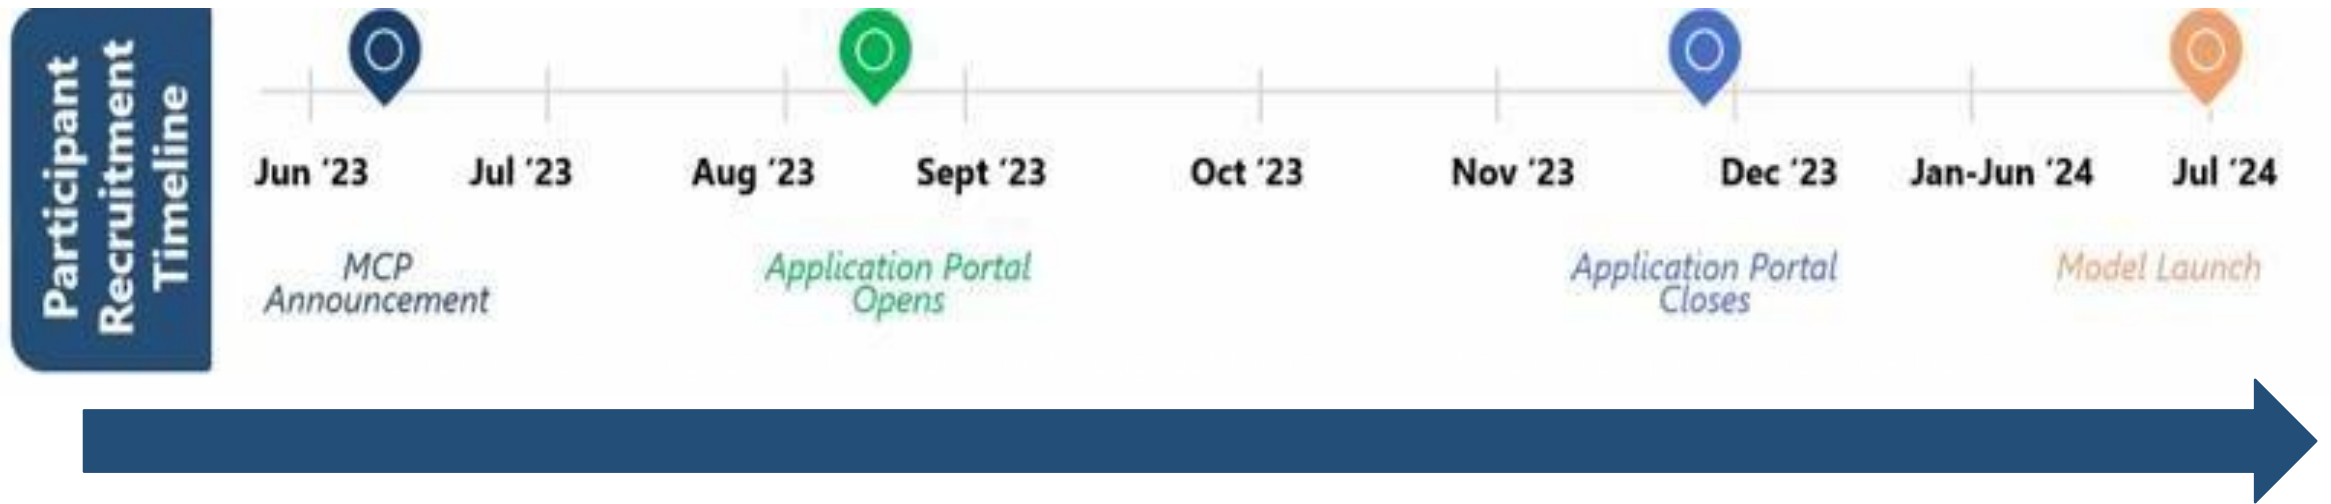 Participant
Recruitment
Timeline
Jun '23
Jul '23
Aug '23
Sept '23
Oct '23
Nov '23
Dec '23
Jan-Jun '24
Jul '24
MCP
Announcement
Application Portal
Opens
Application Portal
Closes
Model Launch